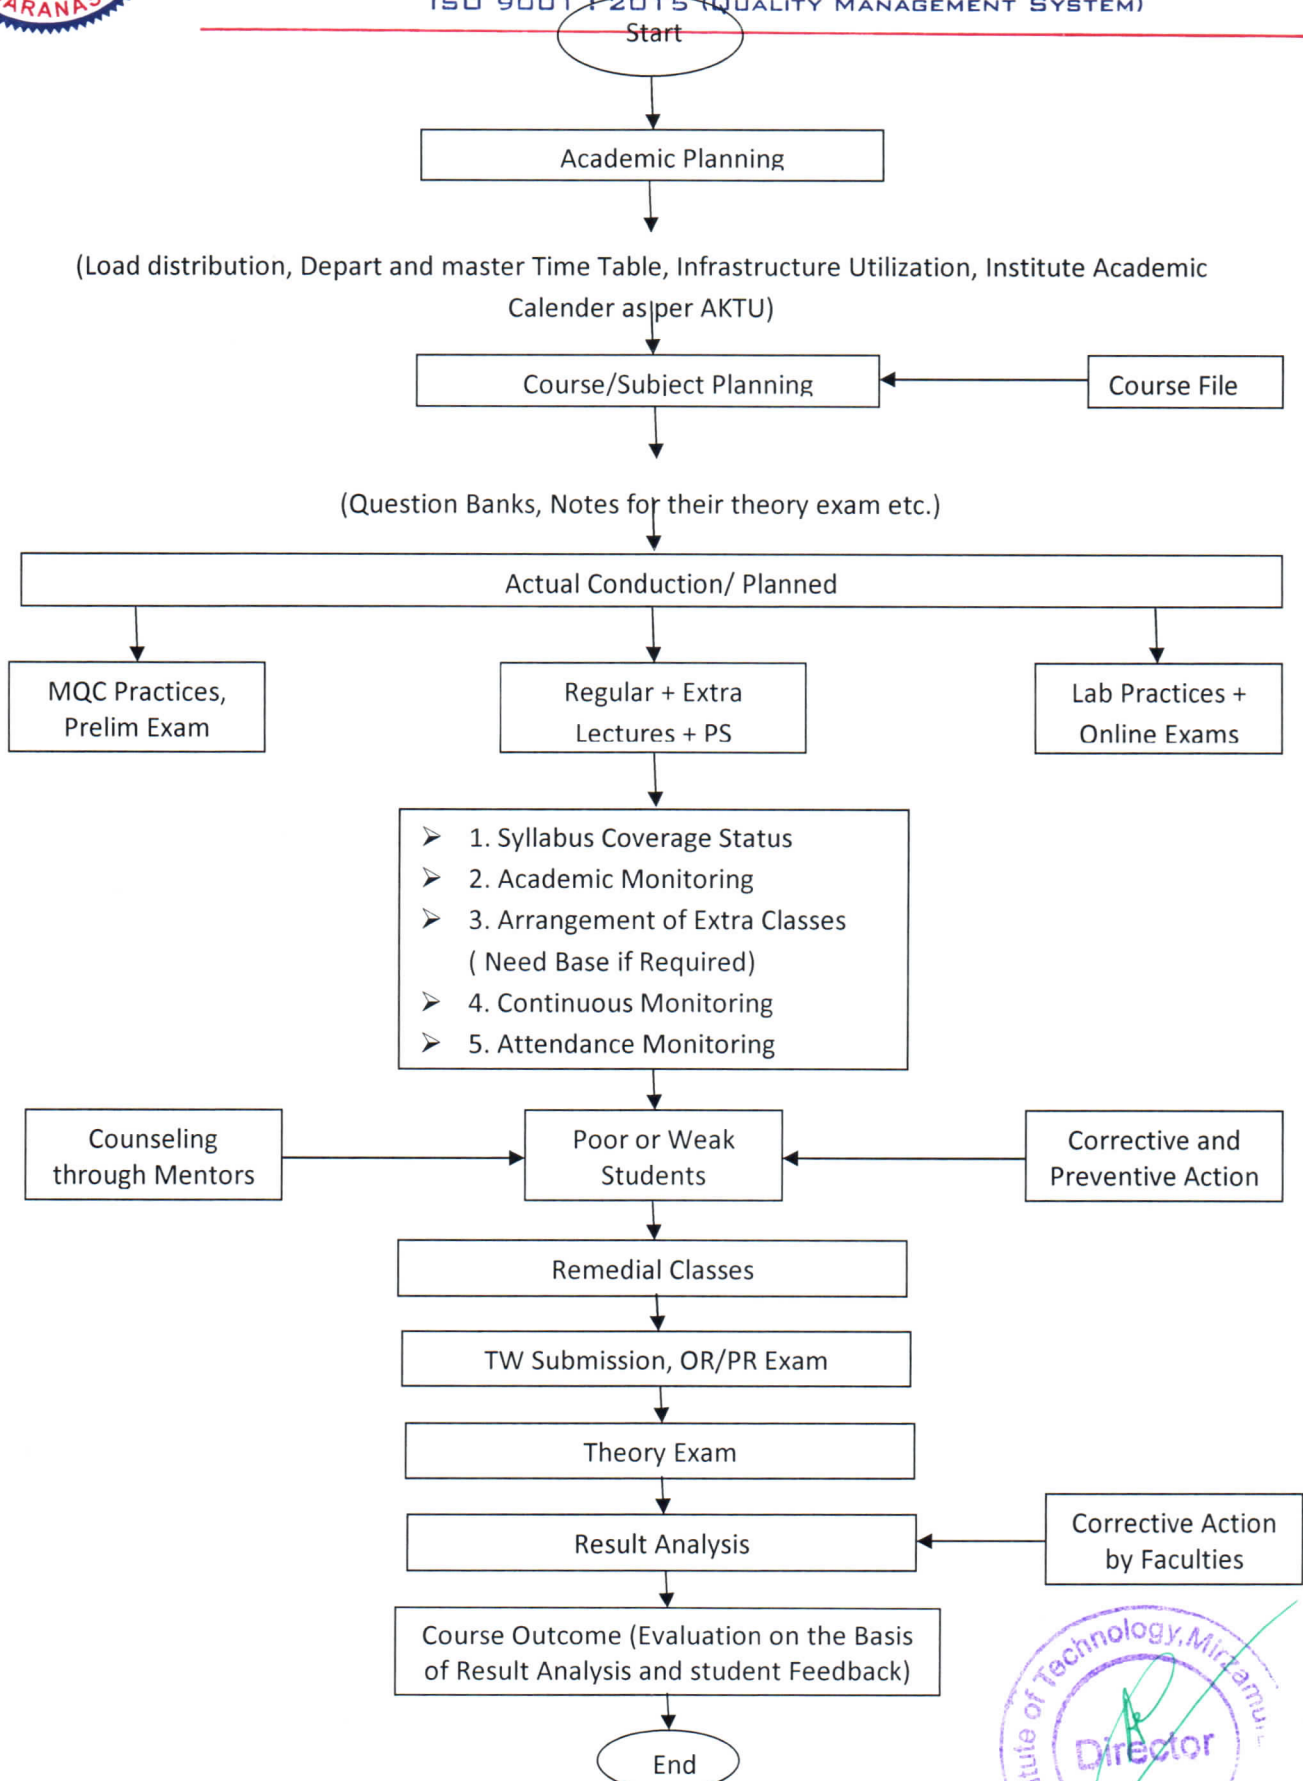 ISO 9001 : 2015 (QUALITY MANAGEMENT SYSTEM)
Start
Academic Planning
(Load distribution, Depart and master Time Table, Infrastructure Utilization, Institute Academic
Calender as per AKTU)
Course/Subject Planning
Course File
(Question Banks, Notes for their theory exam etc.)
Actual Conduction/ Planned
MQC Practices,
Prelim Exam
Regular + Extra
Lectures + PS
Lab Practices +
Online Exams
➢ 1. Syllabus Coverage Status
➢ 2. Academic Monitoring
➢ 3. Arrangement of Extra Classes
( Need Base if Required)
➢ 4. Continuous Monitoring
➢ 5. Attendance Monitoring
Counseling
through Mentors
Poor or Weak
Students
Corrective and
Preventive Action
Remedial Classes
TW Submission, OR/PR Exam
Theory Exam
Result Analysis
Corrective Action
by Faculties
Course Outcome (Evaluation on the Basis
of Result Analysis and student Feedback)
End
of Technology,
Director